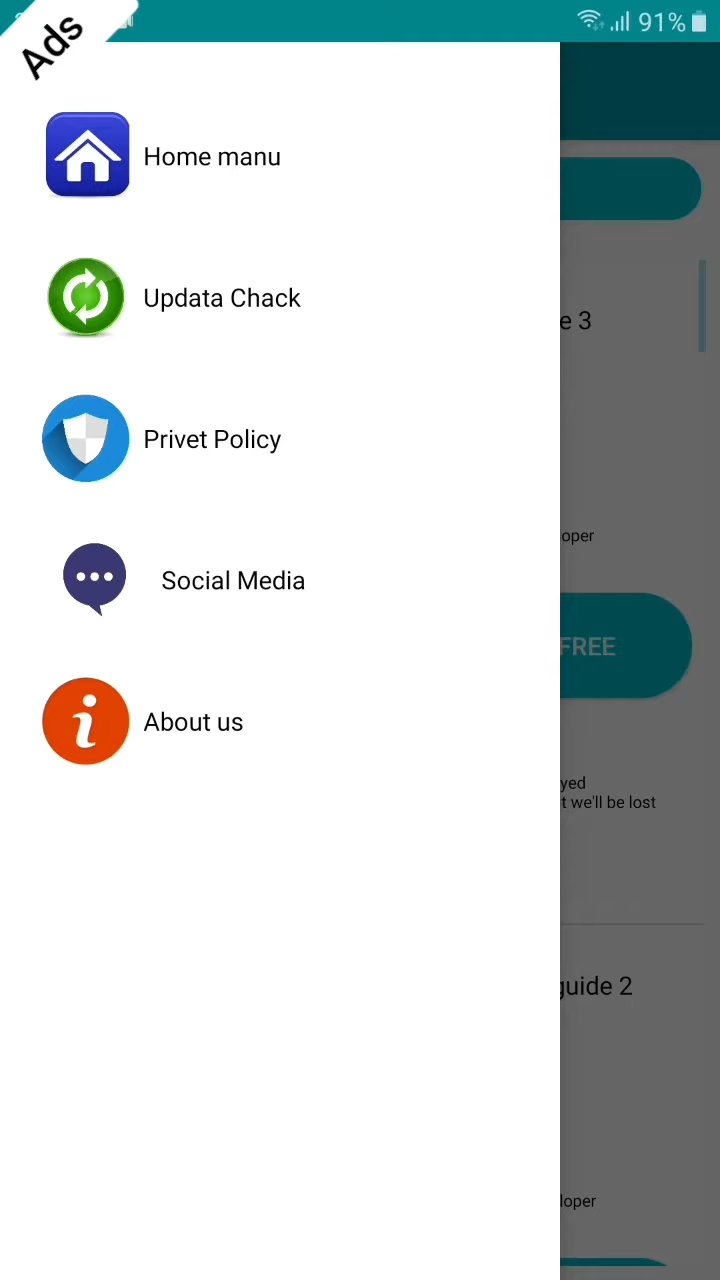 Ads
91%
Home manu
Updata Chack
e 3
Privet Policy
oper
Social Media
FREE
About us
yed
t we'll be lost
guide 2
loper